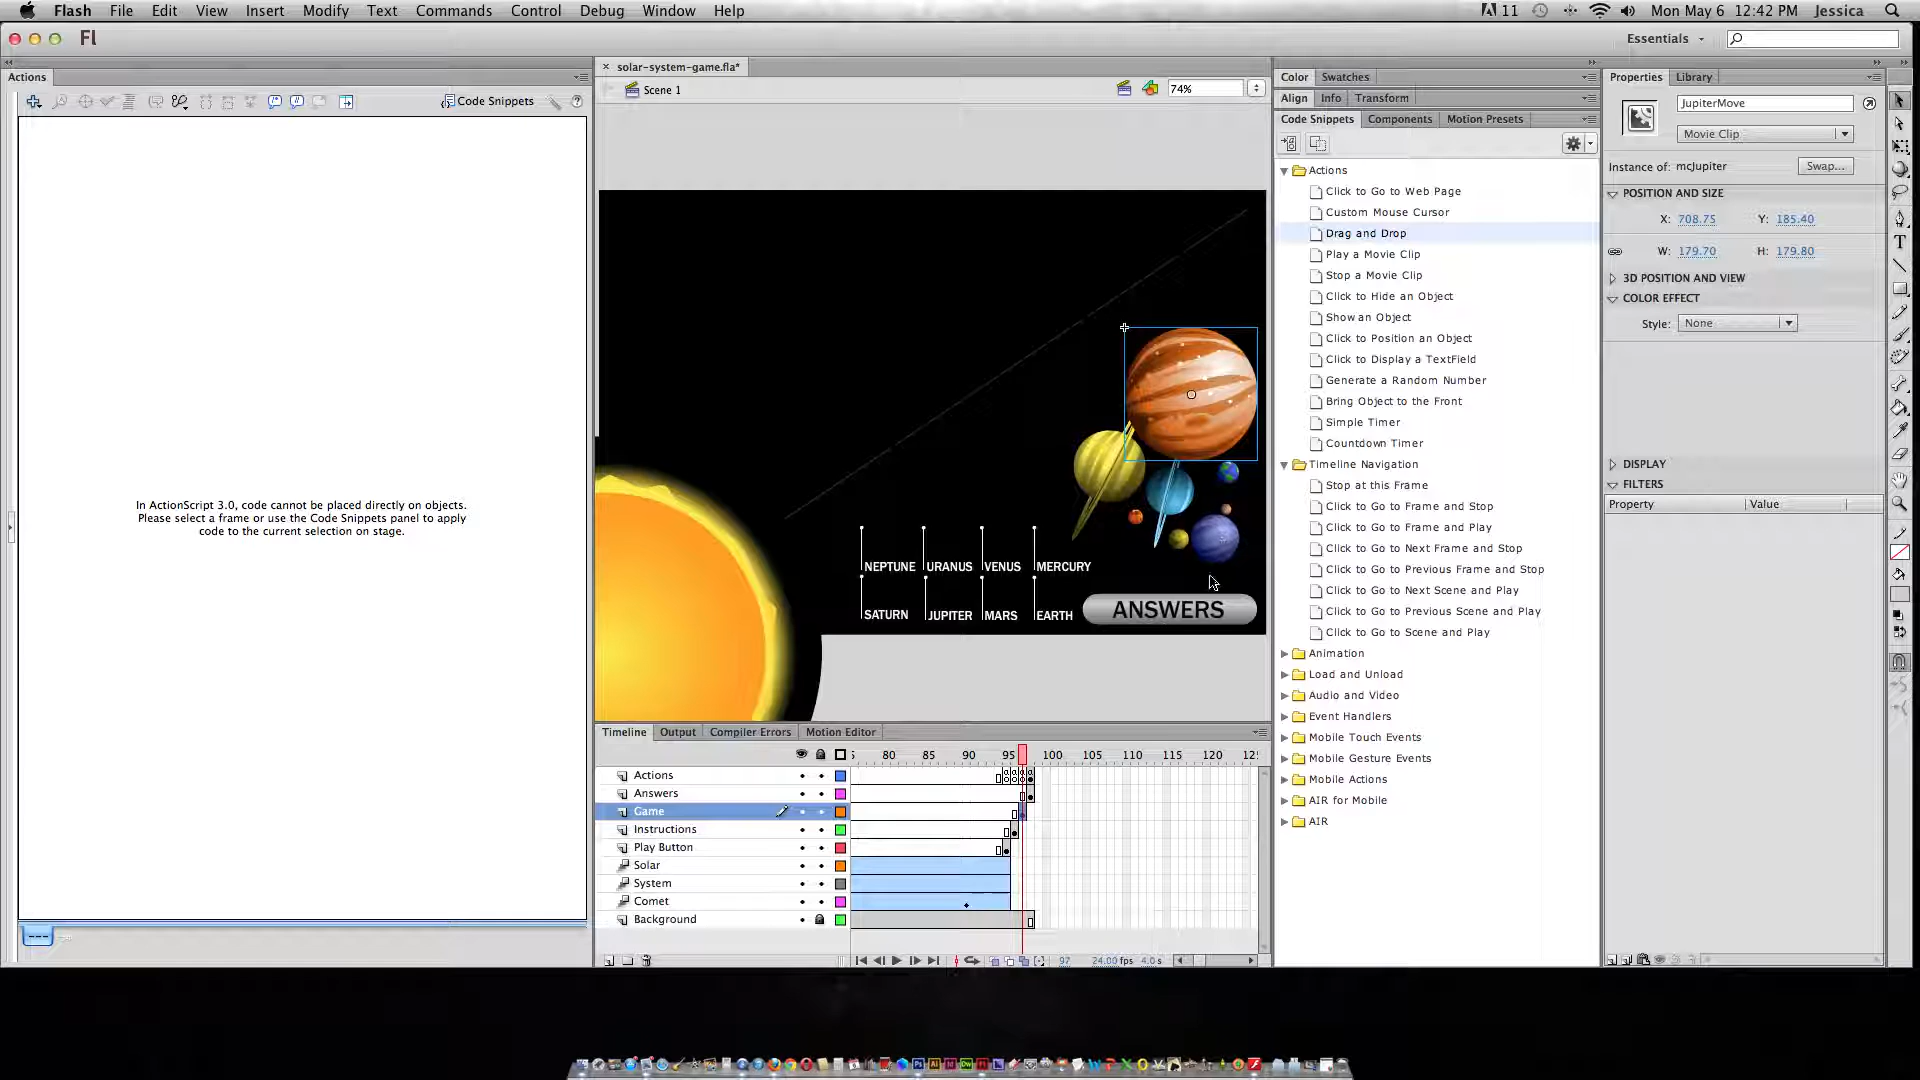 Flash File Edit View Insert Modify Text Commands Control Debug Window Help 11 Mon May 6 12:42 PM Jessica
Fl Essentials
Actions
Code Snippets
In ActionScript 3.0, code cannot be placed directly on objects.
Please select a frame or use the Code Snippets panel to apply
code to the current selection on stage.
solar-system-game.fla*
Scene 1 74%
NEPTUNE URANUS VENUS MERCURY
SATURN JUPITER MARS EARTH
ANSWERS
Timeline Output Compiler Errors Motion Editor
80 85 90 95 100 105 110 115 120
Actions
Answers
Game
Instructions
Play Button
Solar
System
Comet
Background
97 24.00 fps 4.0 s
Color Swatches
Align Info Transform
Code Snippets Components Motion Presets
Actions
Click to Go to Web Page
Custom Mouse Cursor
Drag and Drop
Play a Movie Clip
Stop a Movie Clip
Click to Hide an Object
Show an Object
Click to Position an Object
Click to Display a TextField
Generate a Random Number
Bring Object to the Front
Simple Timer
Countdown Timer
Timeline Navigation
Stop at this Frame
Click to Go to Frame and Stop
Click to Go to Frame and Play
Click to Go to Next Frame and Stop
Click to Go to Previous Frame and Stop
Click to Go to Next Scene and Play
Click to Go to Previous Scene and Play
Click to Go to Scene and Play
Animation
Load and Unload
Audio and Video
Event Handlers
Mobile Touch Events
Mobile Gesture Events
Mobile Actions
AIR for Mobile
AIR
Properties Library
JupiterMove
Movie Clip
Instance of: mcJupiter Swap...
POSITION AND SIZE
X: 708.75 Y: 185.40
W: 179.70 H: 179.80
3D POSITION AND VIEW
COLOR EFFECT
Style: None
DISPLAY
FILTERS
Property Value